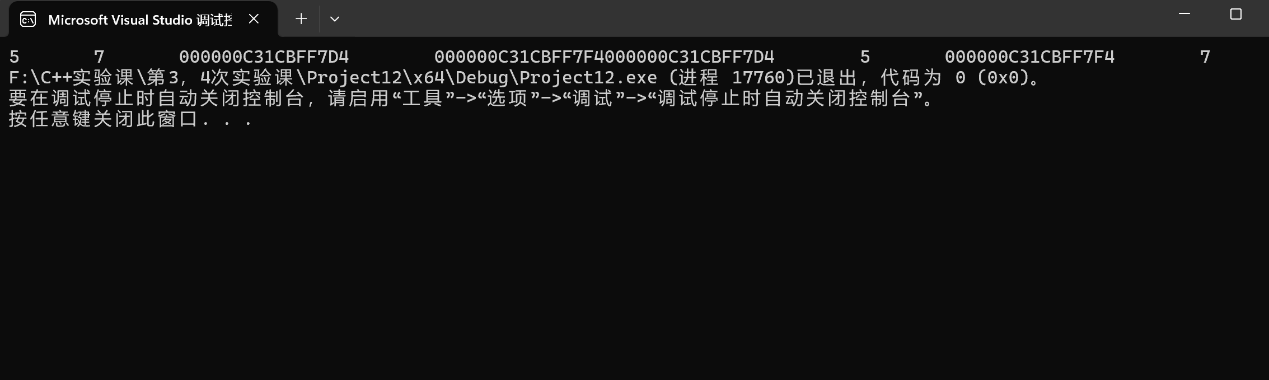 Microsoft Visual Studio 调试控
5 7 000000C31CBFF7D4 000000C31CBFF7F4000000C31CBFF7D4 5 000000C31CBFF7F4 7
F:\C++实验课\第3，4次实验课\Project12\x64\Debug\Project12.exe (进程 17760)已退出，代码为 0 (0x0)。
要在调试停止时自动关闭控制台，请启用“工具”->“选项”->“调试”->“调试停止时自动关闭控制台”。
按任意键关闭此窗口. . .